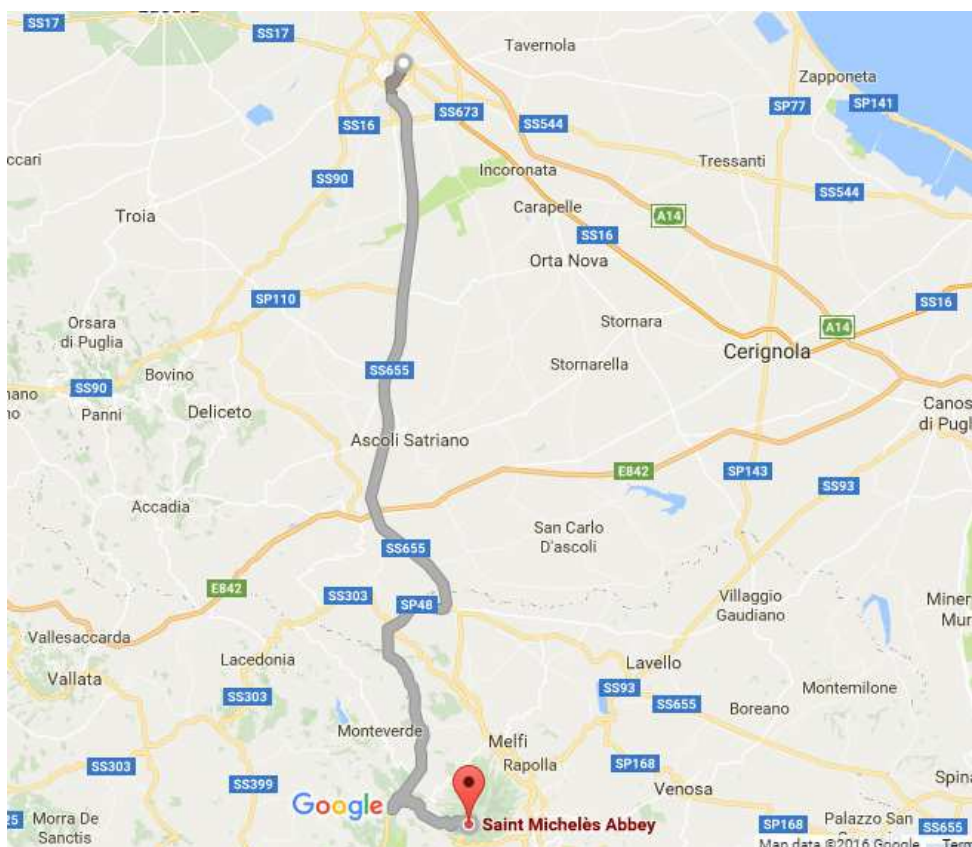 SS17
SS17
Tavernola
Zapponeta
SP77
SP141
SS673
SS16
SS544
Tressanti
SS90
Incoronata
SS544
Troia
Carapelle
A14
SS16
Orta Nova
SP110
SS16
Orsara
di Puglia
Stornara
A14
Cerignola
SS655
Stornarella
Bovino
SS90
Panni
Deliceto
Ascoli Satriano
E842
SP143
SS93
Accadia
San Carlo
D'ascoli
SS655
E842
SS303
SP48
Villaggio
Gaudiano
Vallesaccarda
Lacedonia
Lavello
Vallata
SS303
SS93
SS655
Montemilone
Boreano
Monteverde
Melfi
Rapolla
SS303
SS399
SP168
Venosa
Google
Morra De
Sanctis
Saint Michelès Abbey
SP168
Palazzo San
SS655
Map data ©2016 Google